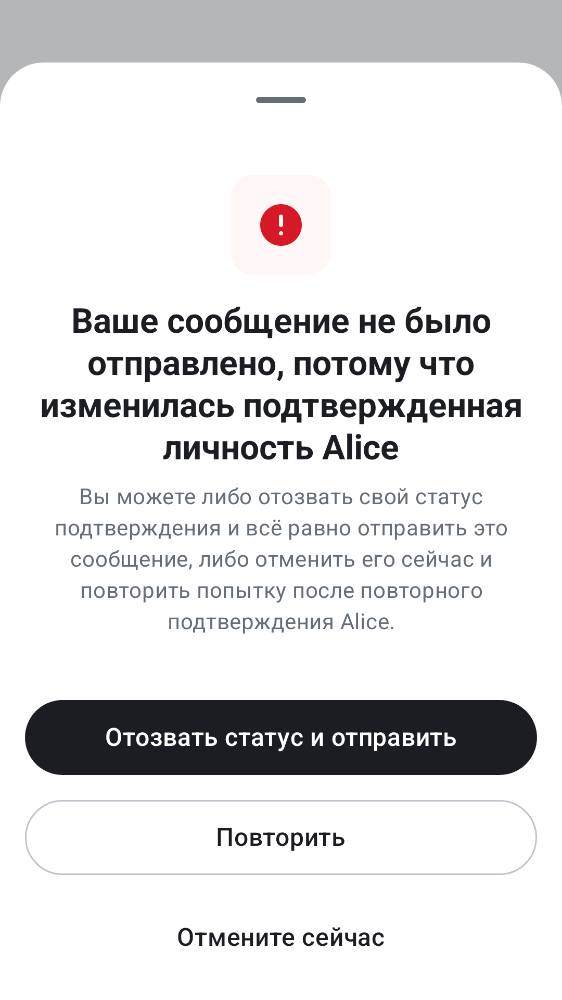 Ваше сообщение не было
отправлено, потому что
изменилась подтвержденная
личность Alice
Вы можете либо отозвать свой статус
подтверждения и всё равно отправить это
сообщение, либо отменить его сейчас и
повторить попытку после повторного
подтверждения Alice.
Отозвать статус и отправить
Повторить
Отмените сейчас